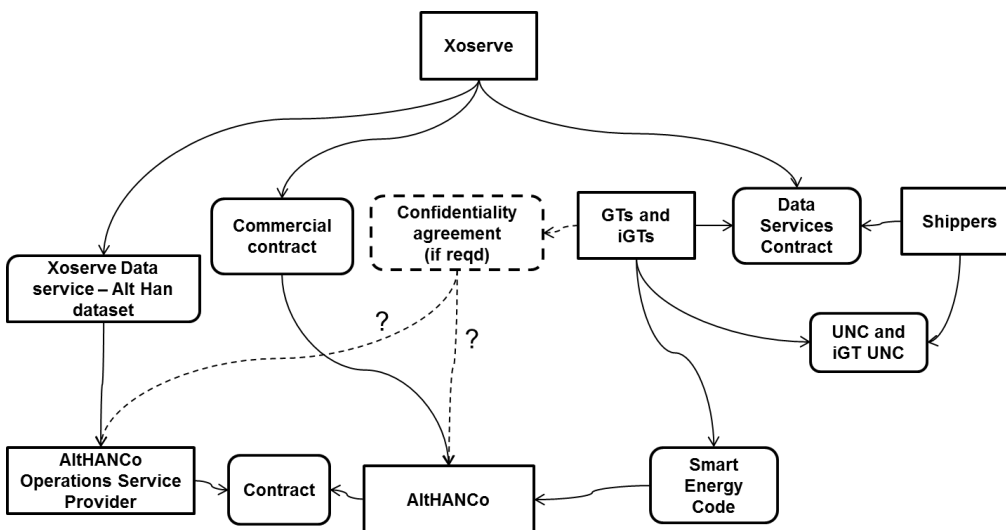 Xoserve
Commercial
contract
Confidentiality
agreement
(if reqd)
GTs and
iGTs
Data
Services
Contract
Shippers
Xoserve Data
service – Alt Han
dataset
?
?
UNC and
iGT UNC
AltHANCo
Operations Service
Provider
Contract
AltHANCo
Smart
Energy
Code